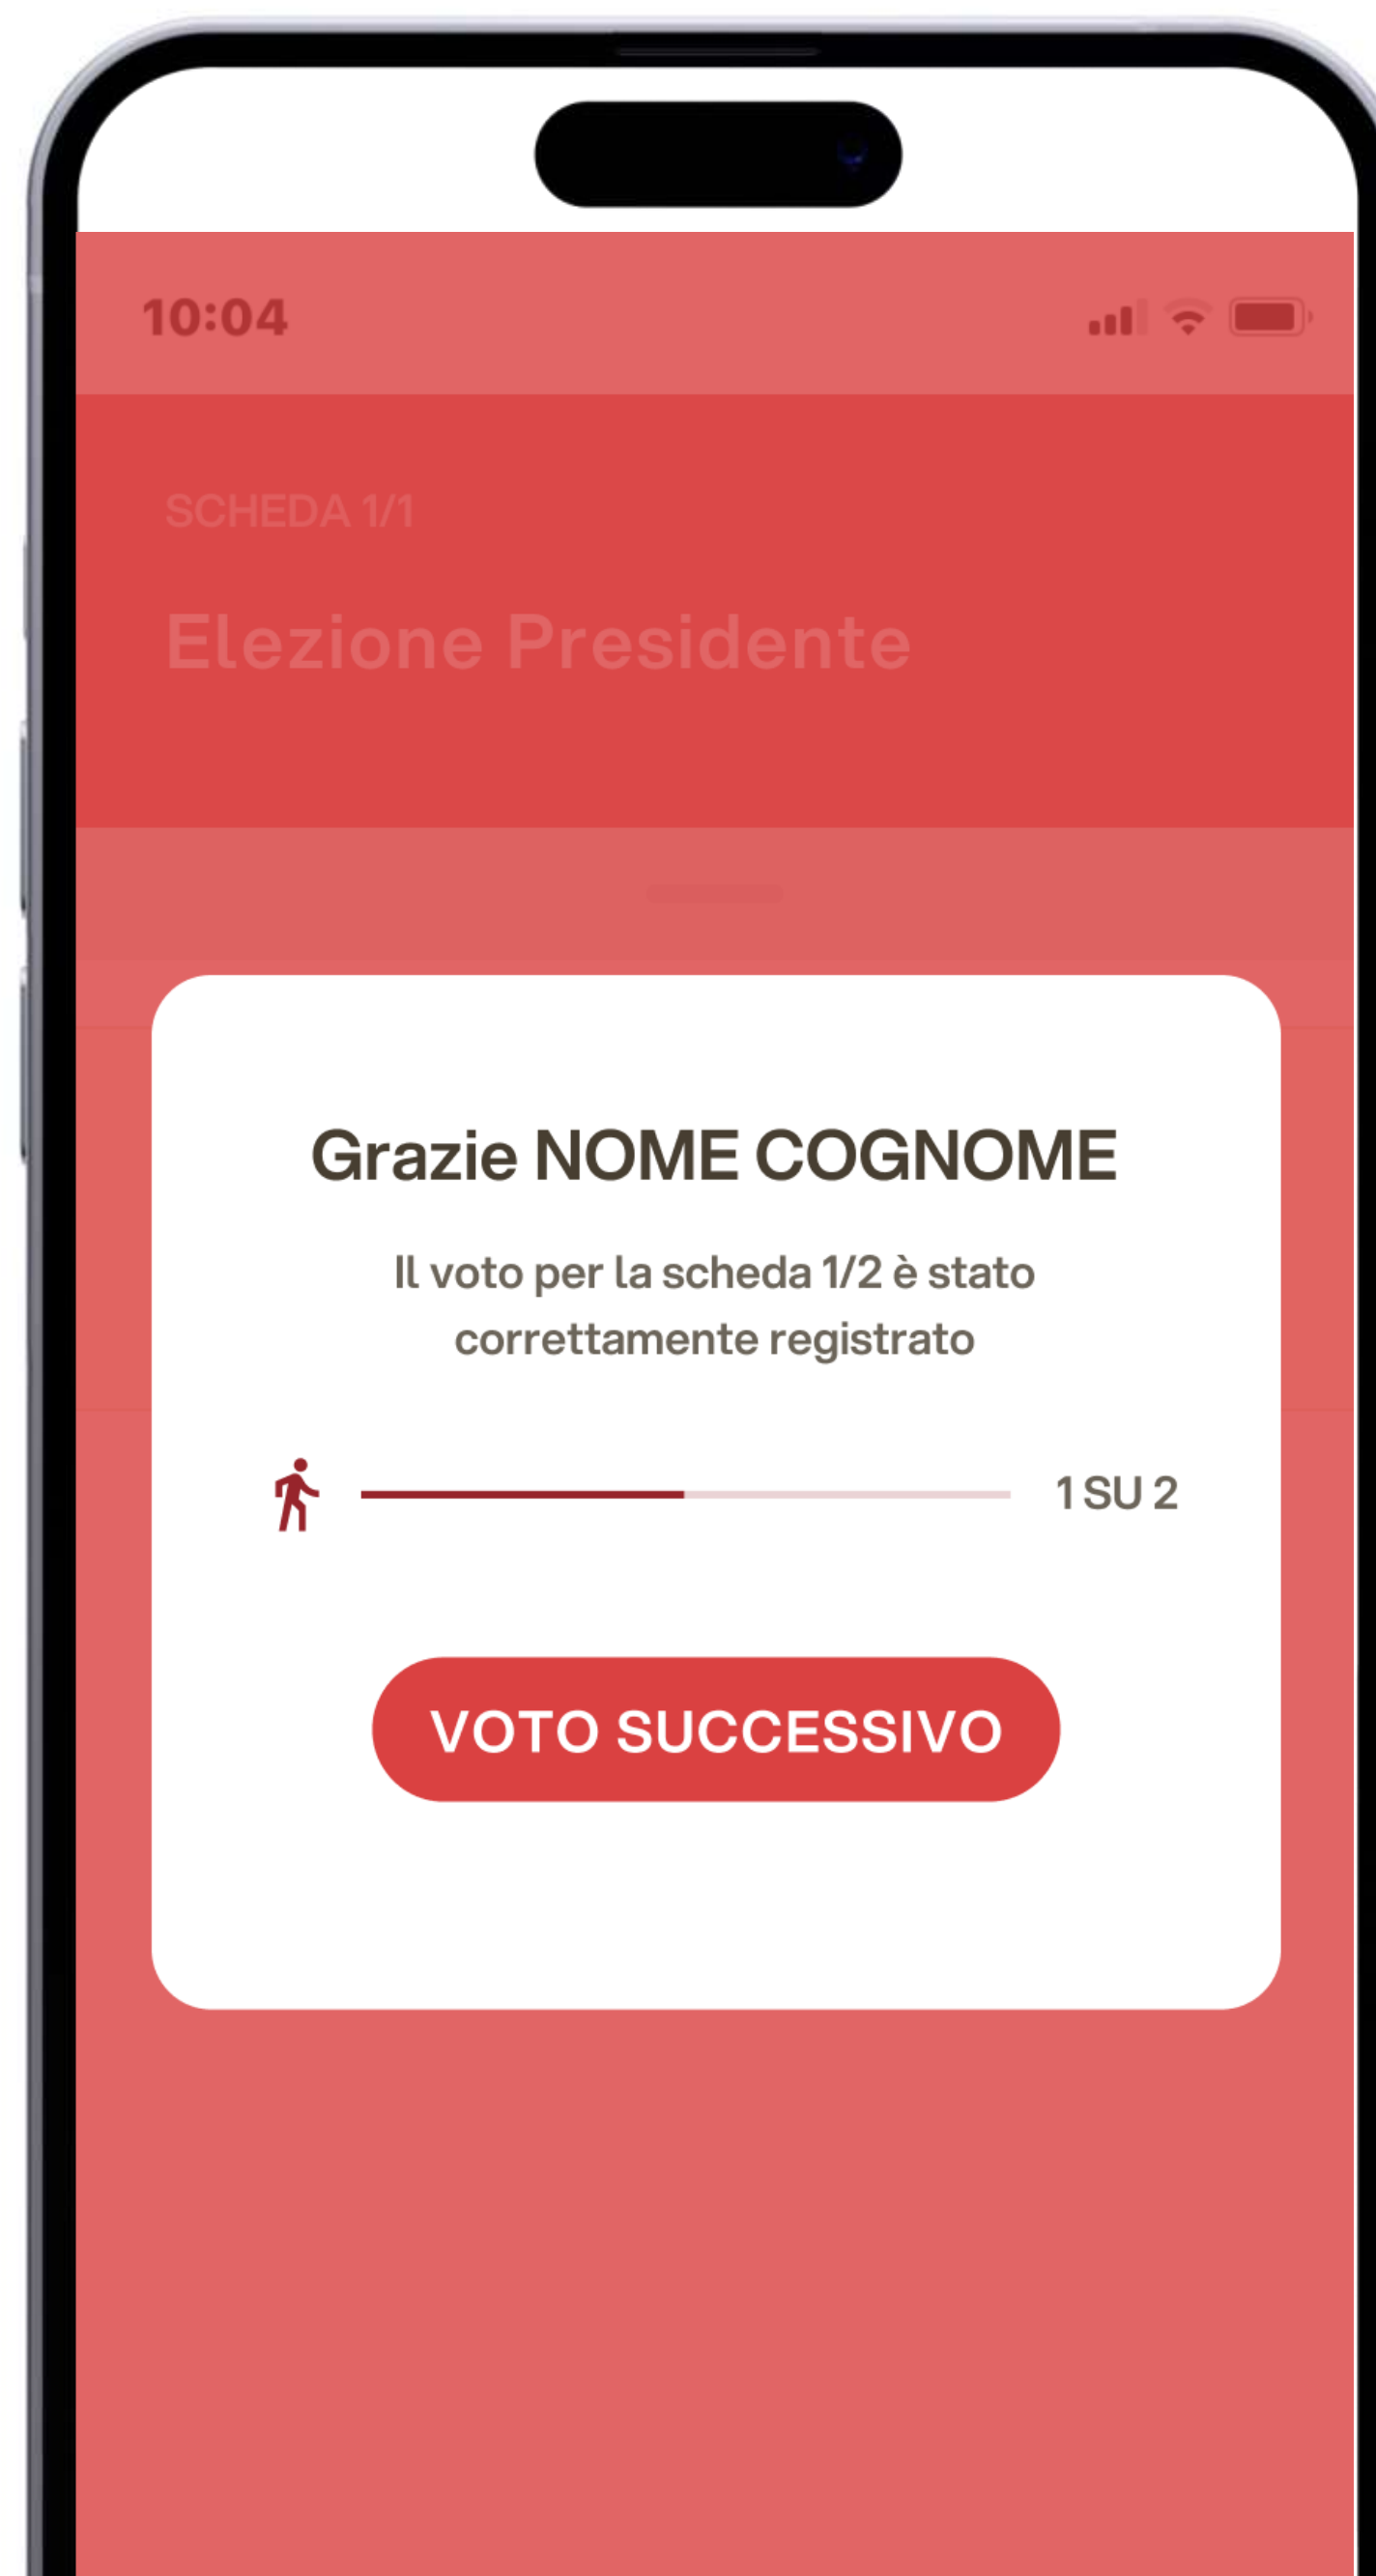 10:04
SCHEDA 1/1
Elezione Presidente
Grazie NOME COGNOME
Il voto per la scheda 1/2 è stato
correttamente registrato
1 SU 2
VOTO SUCCESSIVO